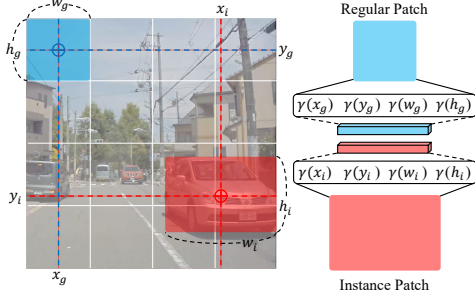 w_g
x_i
h_g
y_g
y_i
h_i
w_i
x_g
Regular Patch
γ(x_g) γ(y_g) γ(w_g) γ(h_g)
γ(x_i) γ(y_i) γ(w_i) γ(h_i)
Instance Patch